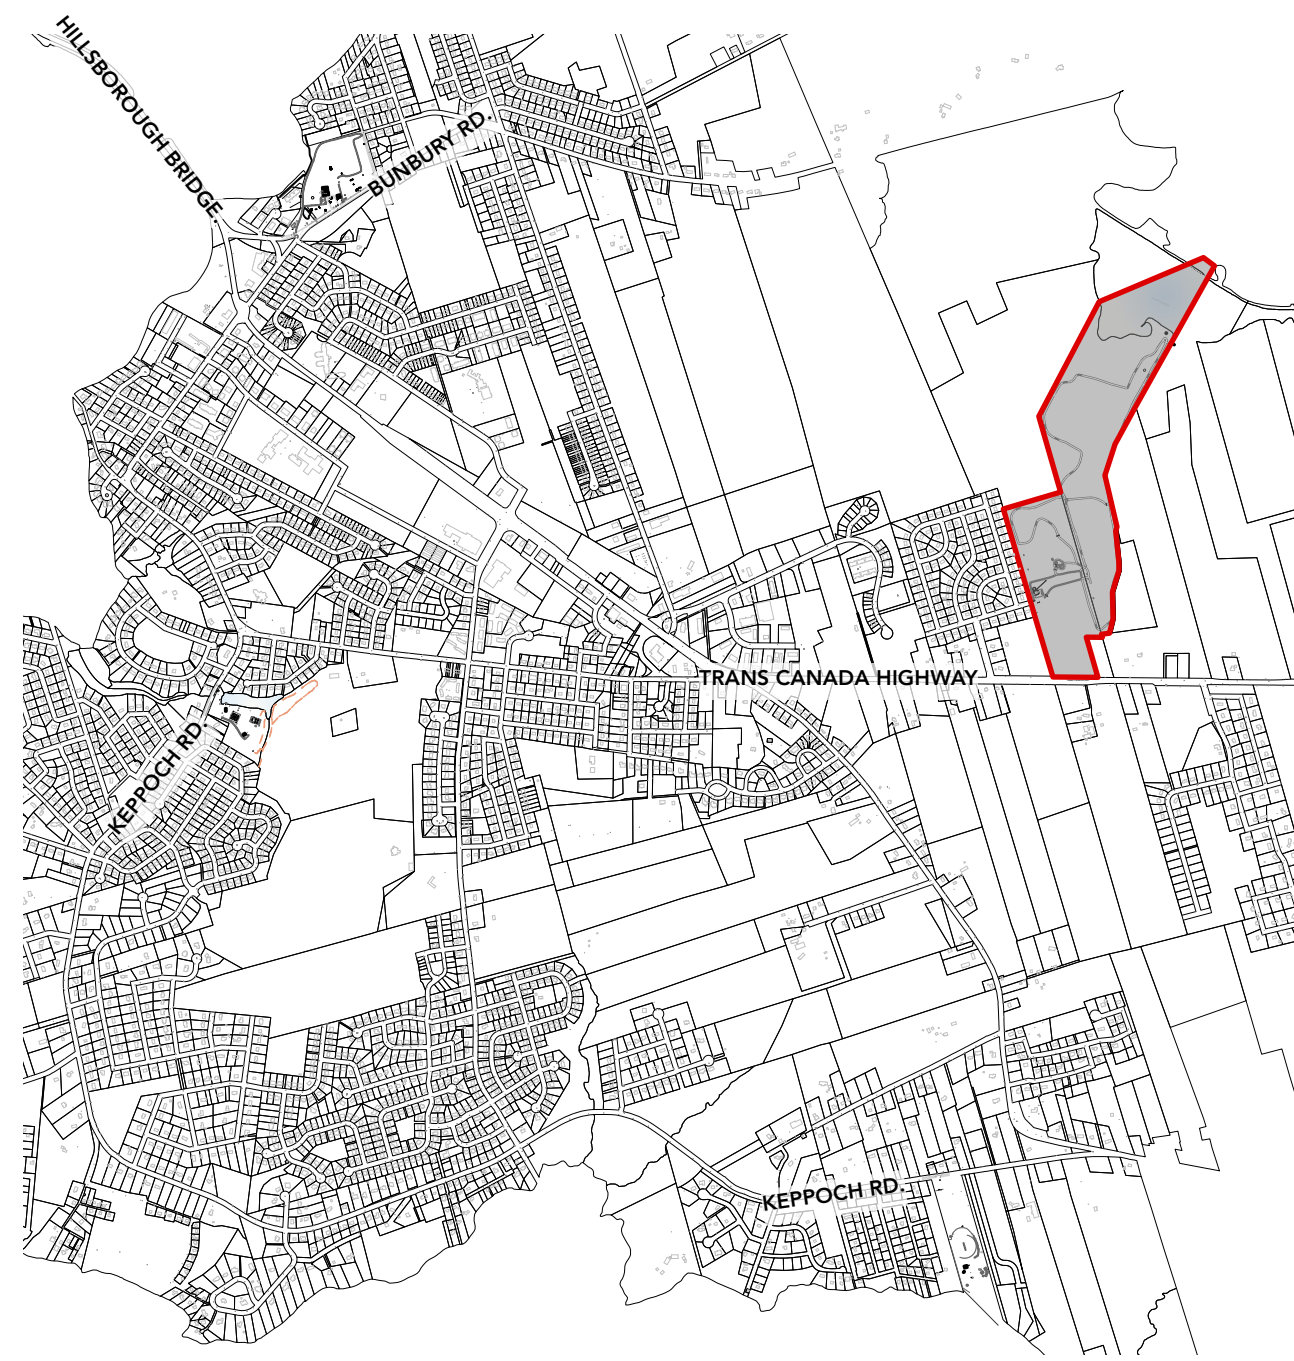 HILLSBOROUGH BRIDGE.
BUNBURY RD.
TRANS CANADA HIGHWAY
KEPPOCH RD.
KEPPOCH RD.